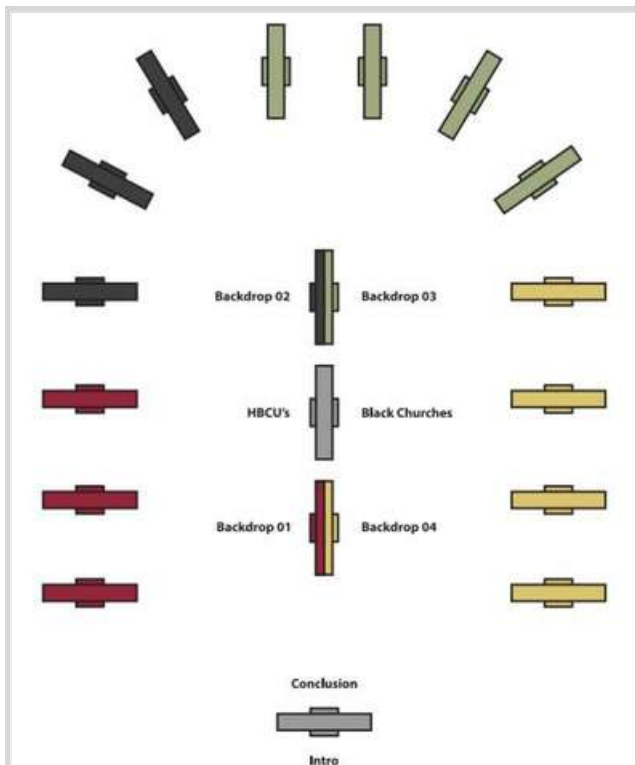 Backdrop 02
Backdrop 03
HBCU's
Black Churches
Backdrop 01
Backdrop 04
Conclusion
Intro